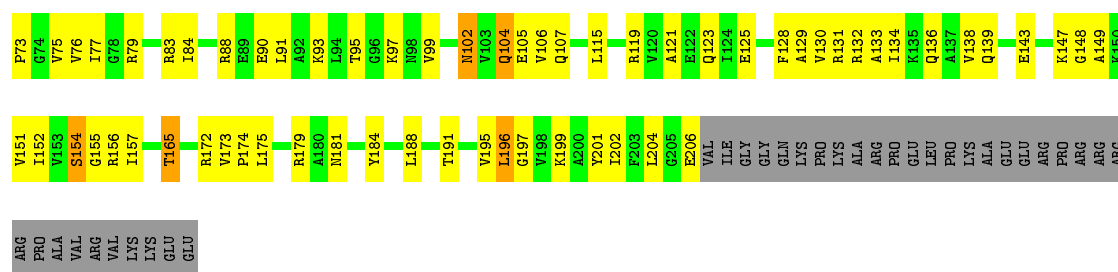 P73 G74 V75 V76 I77 G78 R79 R83 I84 R88 E89 E90 L91 A92 K93 L94 T95 G96 K97 N98 V99 N102 V103 Q104 E105 V106 Q107 L115 R119 V120 A121 E122 Q123 I124 E125 F128 A129 V130 R131 R132 A133 I134 K135 Q136 A137 V138 Q139 E143 K147 G148 A149 K150
V151 I152 V153 S154 G155 R156 I157 T165 R172 V173 P174 L175 R179 A180 N181 Y184 L188 T191 V195 L196 G197 V198 K199 A200 Y201 I202 F203 L204 G205 E206 VAL ILE GLY GLY GLN LYS PRO LYS ALA ARG PRO GLU LEU PRO LYS ALA GLU GLU ARG PRO ARG ARG ARG
ARG PRO ALA VAL ARG VAL LYS LYS GLU GLU